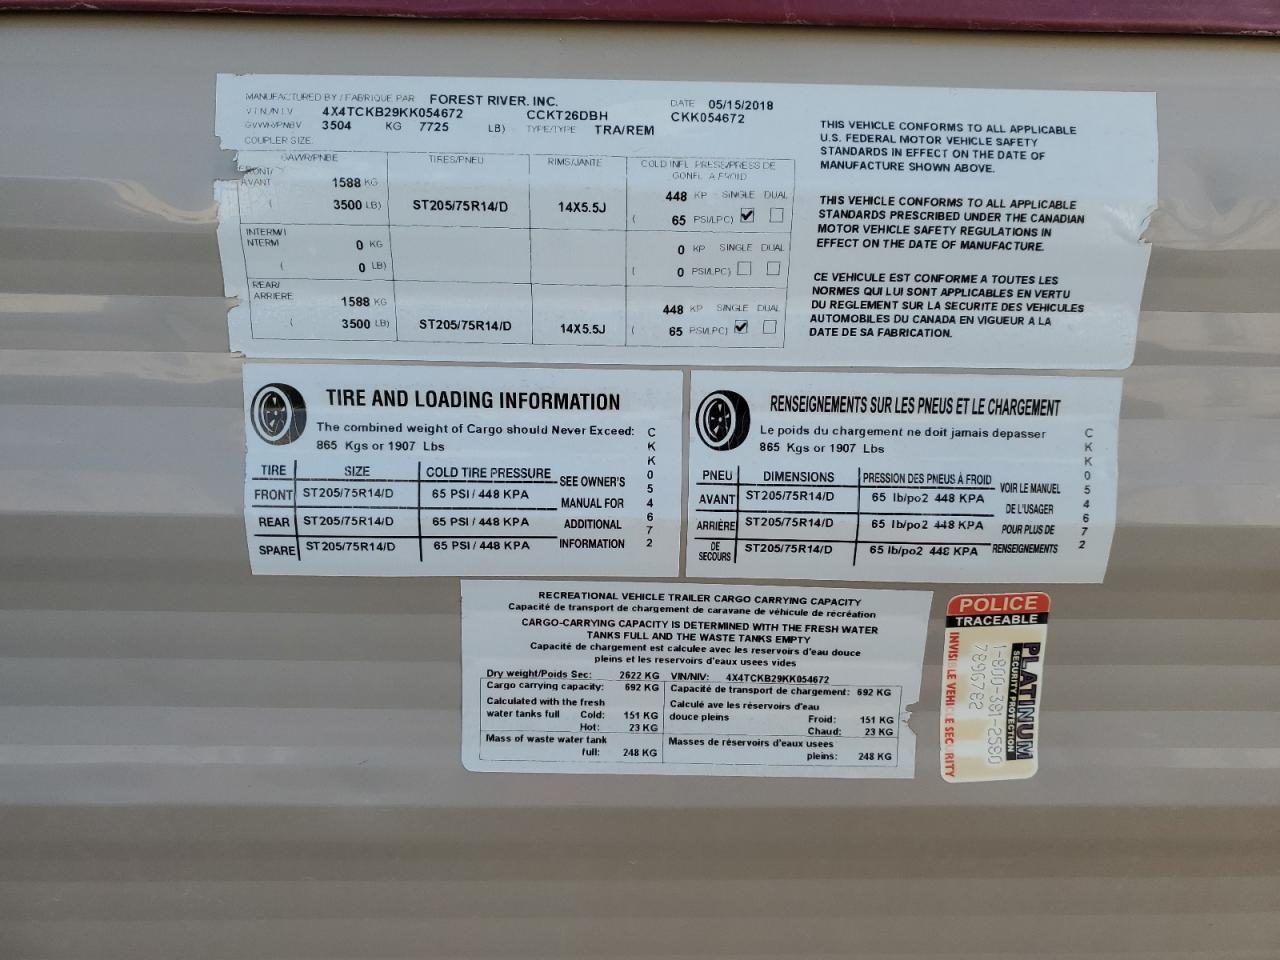 MANUFACTURED BY / FABRIQUE PAR FOREST RIVER, INC. DATE 05/15/2018
VIN/NIV 4X4TCKB29KK054672 CCKT26DBH CKK054672
GVWR/PNBV 3504 KG 7725 LB) TYPE/TYPE TRA/REM
COUPLER SIZE:
GAWR/PNBE TIRES/PNEU RIMS/JANTE COLD INFL PRESS/PRESS DE
GONFL A FROID
FRONT/
AVANT 1588 KG 448 KP SINGLE DUAL
( 3500 LB) ST205/75R14/D 14X5.5J ( 65 PSI/LPC)
INTERM/I
NTERM 0 KG 0 KP SINGLE DUAL
( 0 LB) ( 0 PSI/LPC)
REAR/
ARRIERE 1588 KG 448 KP SINGLE DUAL
( 3500 LB) ST205/75R14/D 14X5.5J ( 65 PSI/LPC)
THIS VEHICLE CONFORMS TO ALL APPLICABLE
U.S. FEDERAL MOTOR VEHICLE SAFETY
STANDARDS IN EFFECT ON THE DATE OF
MANUFACTURE SHOWN ABOVE.
THIS VEHICLE CONFORMS TO ALL APPLICABLE
STANDARDS PRESCRIBED UNDER THE CANADIAN
MOTOR VEHICLE SAFETY REGULATIONS IN
EFFECT ON THE DATE OF MANUFACTURE.
CE VEHICULE EST CONFORME A TOUTES LES
NORMES QUI LUI SONT APPLICABLES EN VERTU
DU REGLEMENT SUR LA SECURITE DES VEHICULES
AUTOMOBILES DU CANADA EN VIGUEUR A LA
DATE DE SA FABRICATION.
TIRE AND LOADING INFORMATION
The combined weight of Cargo should Never Exceed:
865 Kgs or 1907 Lbs
TIRE SIZE COLD TIRE PRESSURE SEE OWNER'S
FRONT ST205/75R14/D 65 PSI / 448 KPA MANUAL FOR
REAR ST205/75R14/D 65 PSI / 448 KPA ADDITIONAL
SPARE ST205/75R14/D 65 PSI / 448 KPA INFORMATION
CKK054672
RENSEIGNEMENTS SUR LES PNEUS ET LE CHARGEMENT
Le poids du chargement ne doit jamais depasser
865 Kgs or 1907 Lbs
PNEU DIMENSIONS PRESSION DES PNEUS À FROID VOIR LE MANUEL
AVANT ST205/75R14/D 65 lb/po2 448 KPA DE L'USAGER
ARRIÈRE ST205/75R14/D 65 lb/po2 448 KPA POUR PLUS DE
DE
SECOURS ST205/75R14/D 65 lb/po2 448 KPA RENSEIGNEMENTS
CKK054672
RECREATIONAL VEHICLE TRAILER CARGO CARRYING CAPACITY
Capacité de transport de chargement de caravane de véhicule de récréation
CARGO-CARRYING CAPACITY IS DETERMINED WITH THE FRESH WATER
TANKS FULL AND THE WASTE TANKS EMPTY
Capacité de chargement est calculee avec les reservoirs d'eau douce
pleins et les reservoirs d'eaux usees vides
Dry weight/Poids Sec: 2622 KG VIN/NIV: 4X4TCKB29KK054672
Cargo carrying capacity: 692 KG Capacité de transport de chargement: 692 KG
Calculated with the fresh Calculé ave les réservoirs d'eau
water tanks full Cold: 151 KG douce pleins Froid: 151 KG
Hot: 23 KG Chaud: 23 KG
Mass of waste water tank Masses de réservoirs d'eaux usees
full: 248 KG pleins: 248 KG
POLICE
TRACEABLE
PLATINUM
SECURITY PROTECTION
1-800-381-2580
7896782
INVISIBLE VEHICLE SECURITY